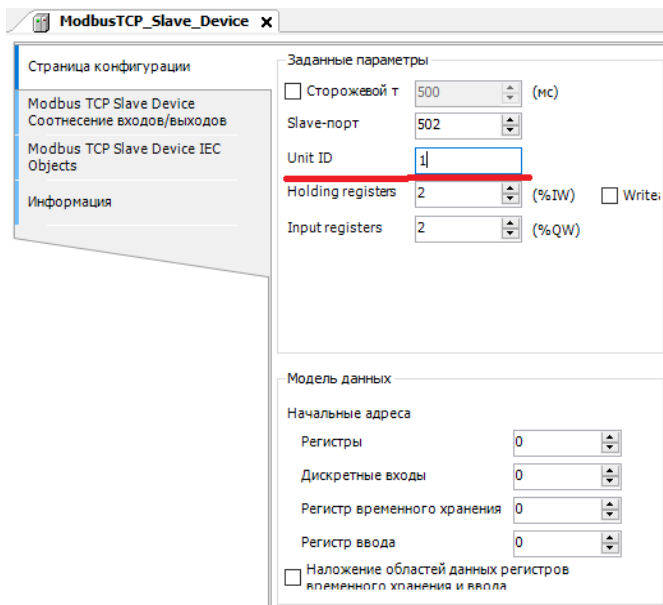 ModbusTCP_Slave_Device X
Страница конфигурации
Modbus TCP Slave Device
Соотнесение входов/выходов
Modbus TCP Slave Device IEC
Objects
Информация
Заданные параметры
Сторожевой т 500 (мс)
Slave-порт 502
Unit ID 1
Holding registers 2 (%IW) Write
Input registers 2 (%QW)
Модель данных
Начальные адреса
Регистры 0
Дискретные входы 0
Регистр временного хранения 0
Регистр ввода 0
Наложение областей данных регистров
временного хранения и ввода